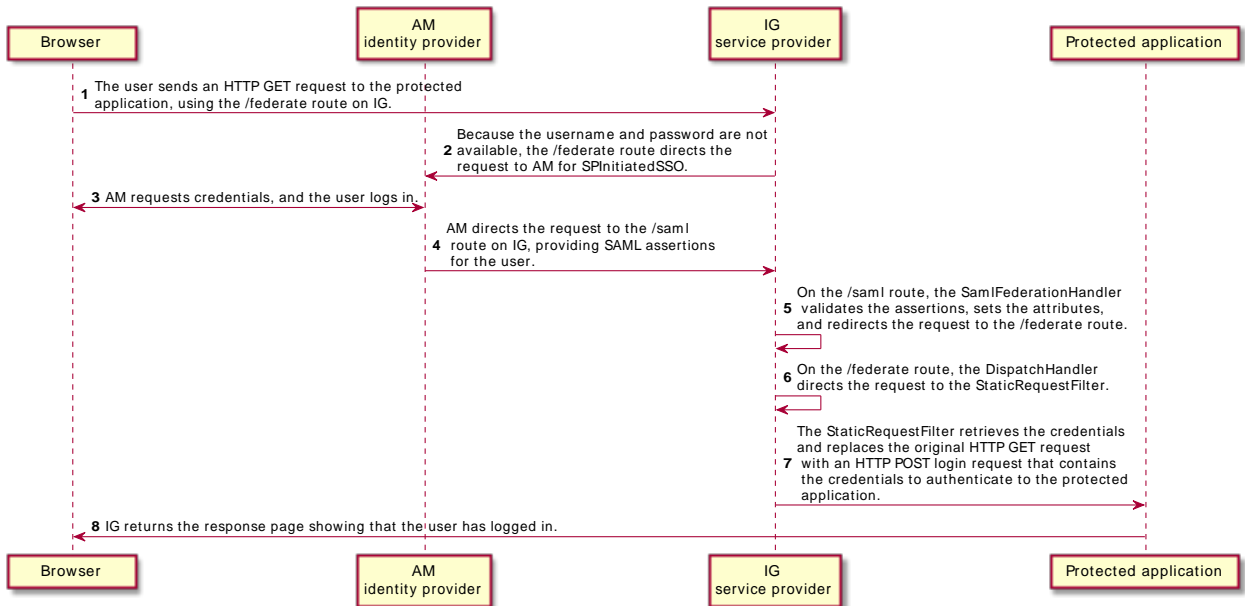 Browser
AM
identity provider
IG
service provider
Protected application
1 The user sends an HTTP GET request to the protected
application, using the /federate route on IG.
Because the username and password are not
2 available, the /federate route directs the
request to AM for SPInitiatedSSO.
3 AM requests credentials, and the user logs in.
AM directs the request to the /saml
4 route on IG, providing SAML assertions
for the user.
On the /saml route, the SamlFederationHandler
5 validates the assertions, sets the attributes,
and redirects the request to the /federate route.
6 On the /federate route, the DispatchHandler
directs the request to the StaticRequestFilter.
The StaticRequestFilter retrieves the credentials
and replaces the original HTTP GET request
7 with an HTTP POST login request that contains
the credentials to authenticate to the protected
application.
8 IG returns the response page showing that the user has logged in.
Browser
AM
identity provider
IG
service provider
Protected application